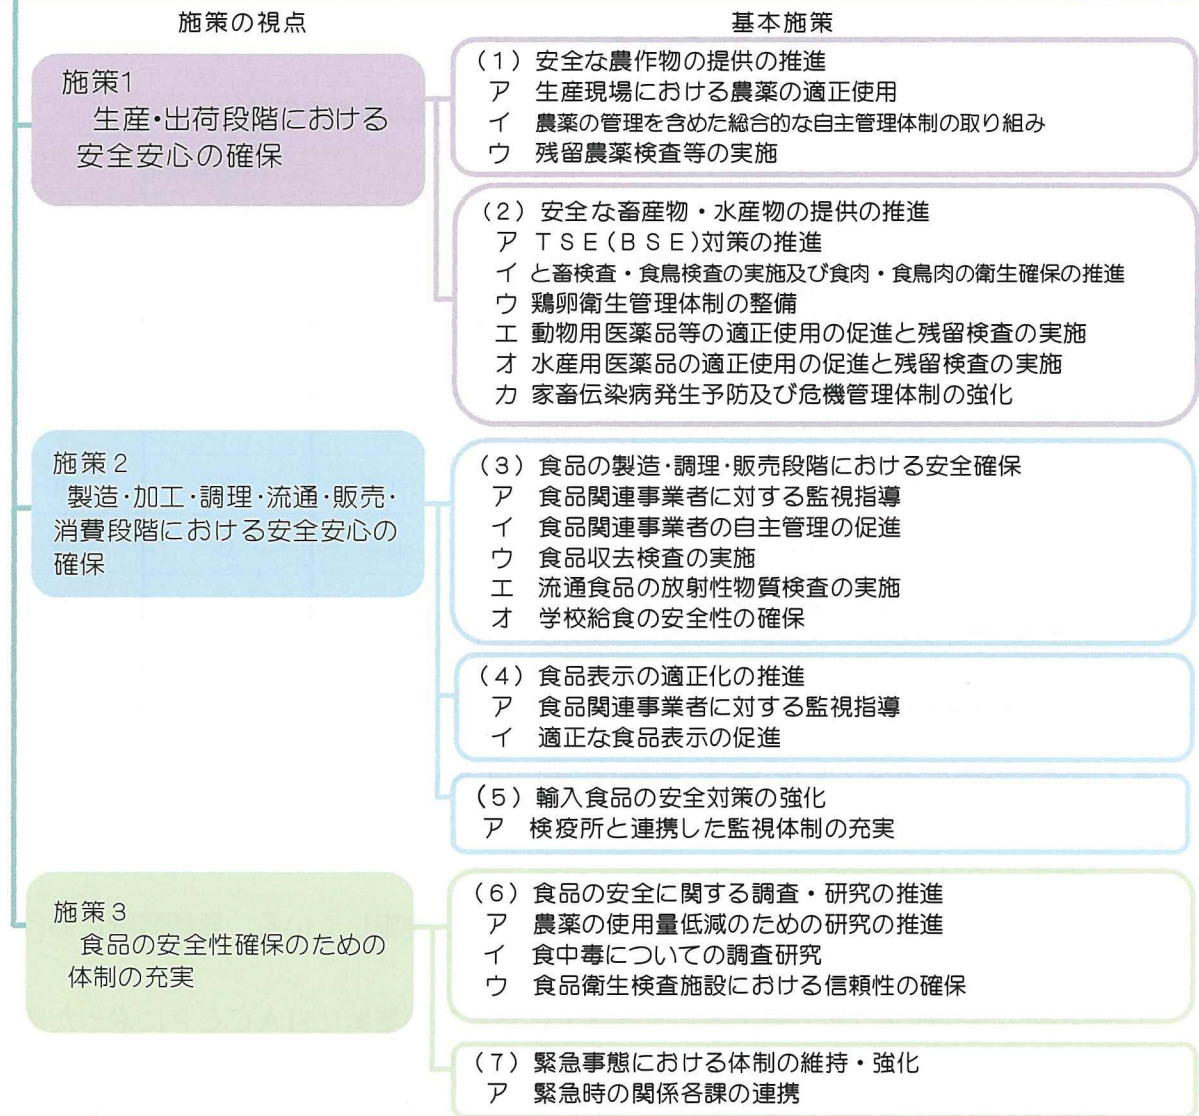 施策の視点
基本施策
施策1
生産・出荷段階における
安全安心の確保
(1)安全な農作物の提供の推進
ア 生産現場における農薬の適正使用
イ 農薬の管理を含めた総合的な自主管理体制の取り組み
ウ 残留農薬検査等の実施
(2)安全な畜産物・水産物の提供の推進
ア TSE(BSE)対策の推進
イ と畜検査・食鳥検査の実施及び食肉・食鳥肉の衛生確保の推進
ウ 鶏卵衛生管理体制の整備
エ 動物用医薬品等の適正使用の促進と残留検査の実施
オ 水産用医薬品の適正使用の促進と残留検査の実施
カ 家畜伝染病発生予防及び危機管理体制の強化
施策2
製造・加工・調理・流通・販売・
消費段階における安全安心の
確保
(3)食品の製造・調理・販売段階における安全確保
ア 食品関連事業者に対する監視指導
イ 食品関連事業者の自主管理の促進
ウ 食品収去検査の実施
エ 流通食品の放射性物質検査の実施
オ 学校給食の安全性の確保
(4)食品表示の適正化の推進
ア 食品関連事業者に対する監視指導
イ 適正な食品表示の促進
(5)輸入食品の安全対策の強化
ア 検疫所と連携した監視体制の充実
施策3
食品の安全性確保のための
体制の充実
(6)食品の安全に関する調査・研究の推進
ア 農薬の使用量低減のための研究の推進
イ 食中毒についての調査研究
ウ 食品衛生検査施設における信頼性の確保
(7)緊急事態における体制の維持・強化
ア 緊急時の関係各課の連携